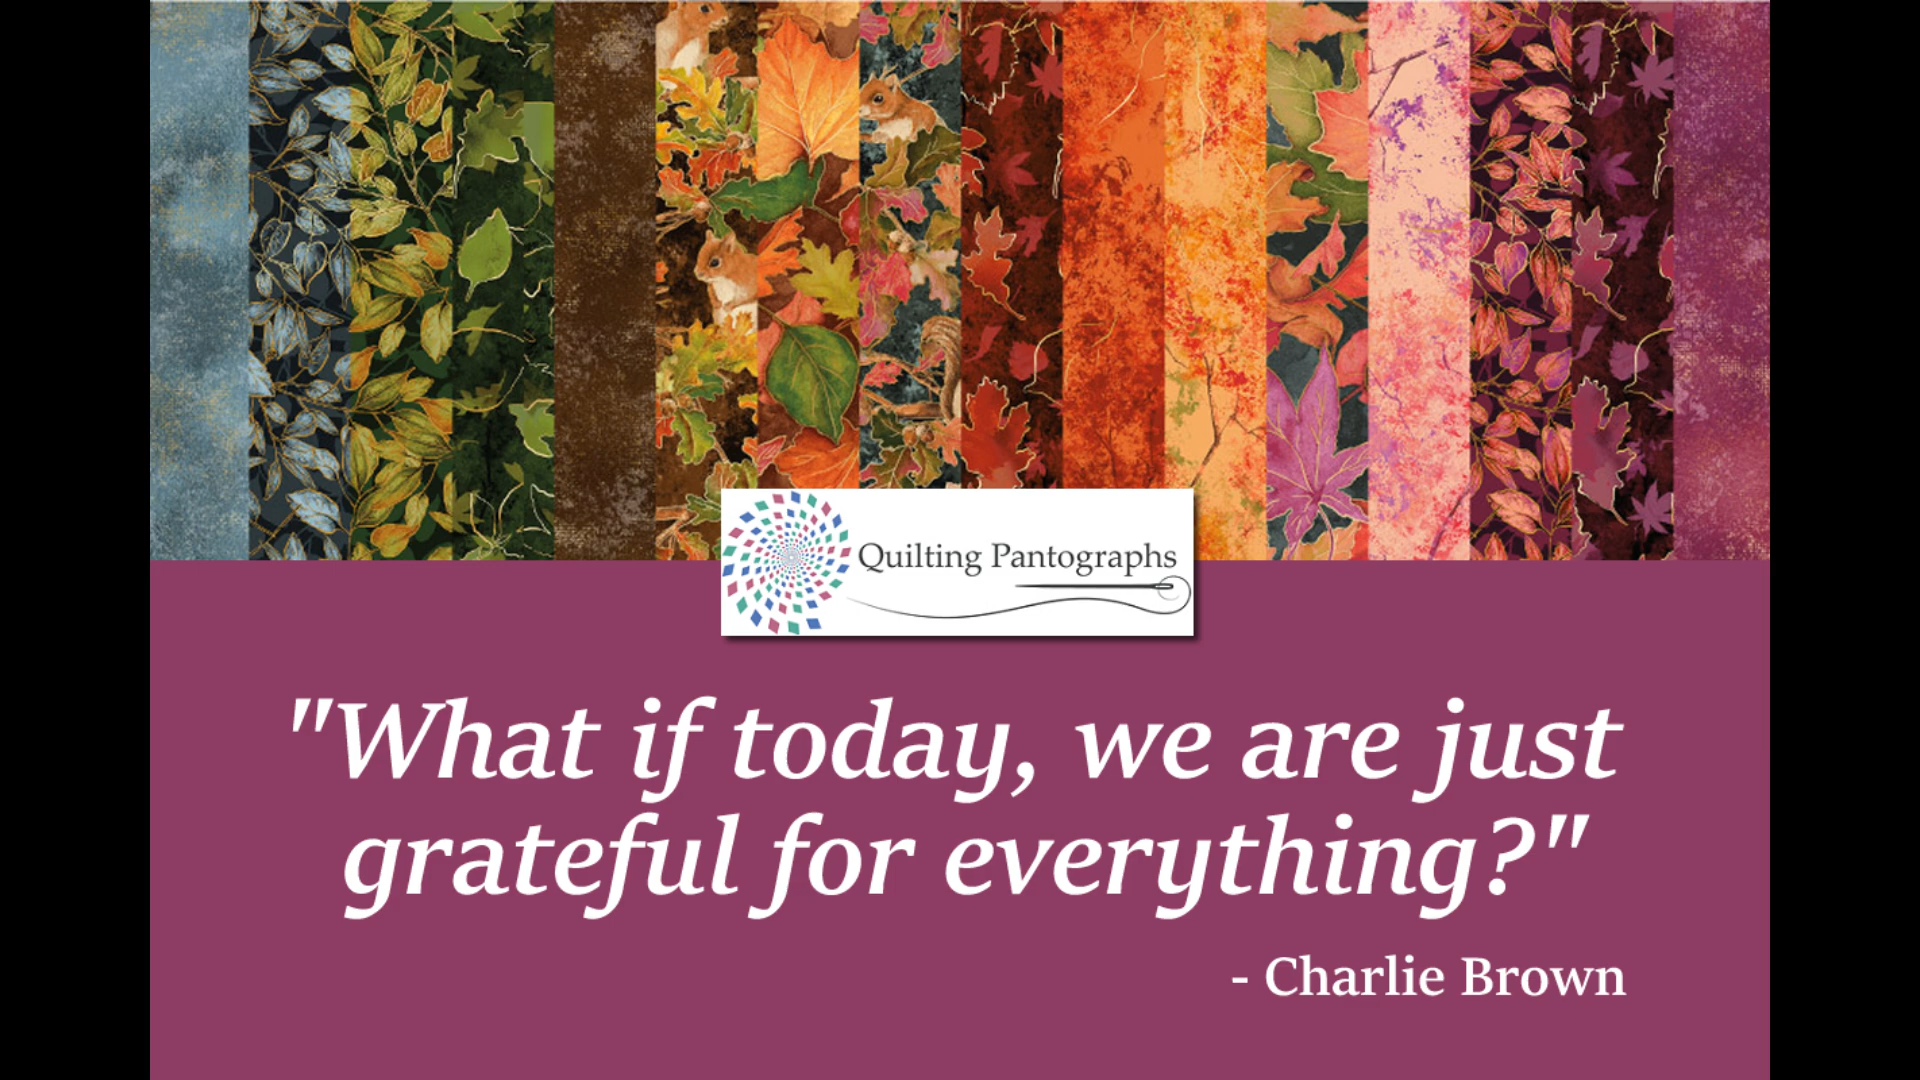 Quilting Pantographs
"What if today, we are just
grateful for everything?"
- Charlie Brown